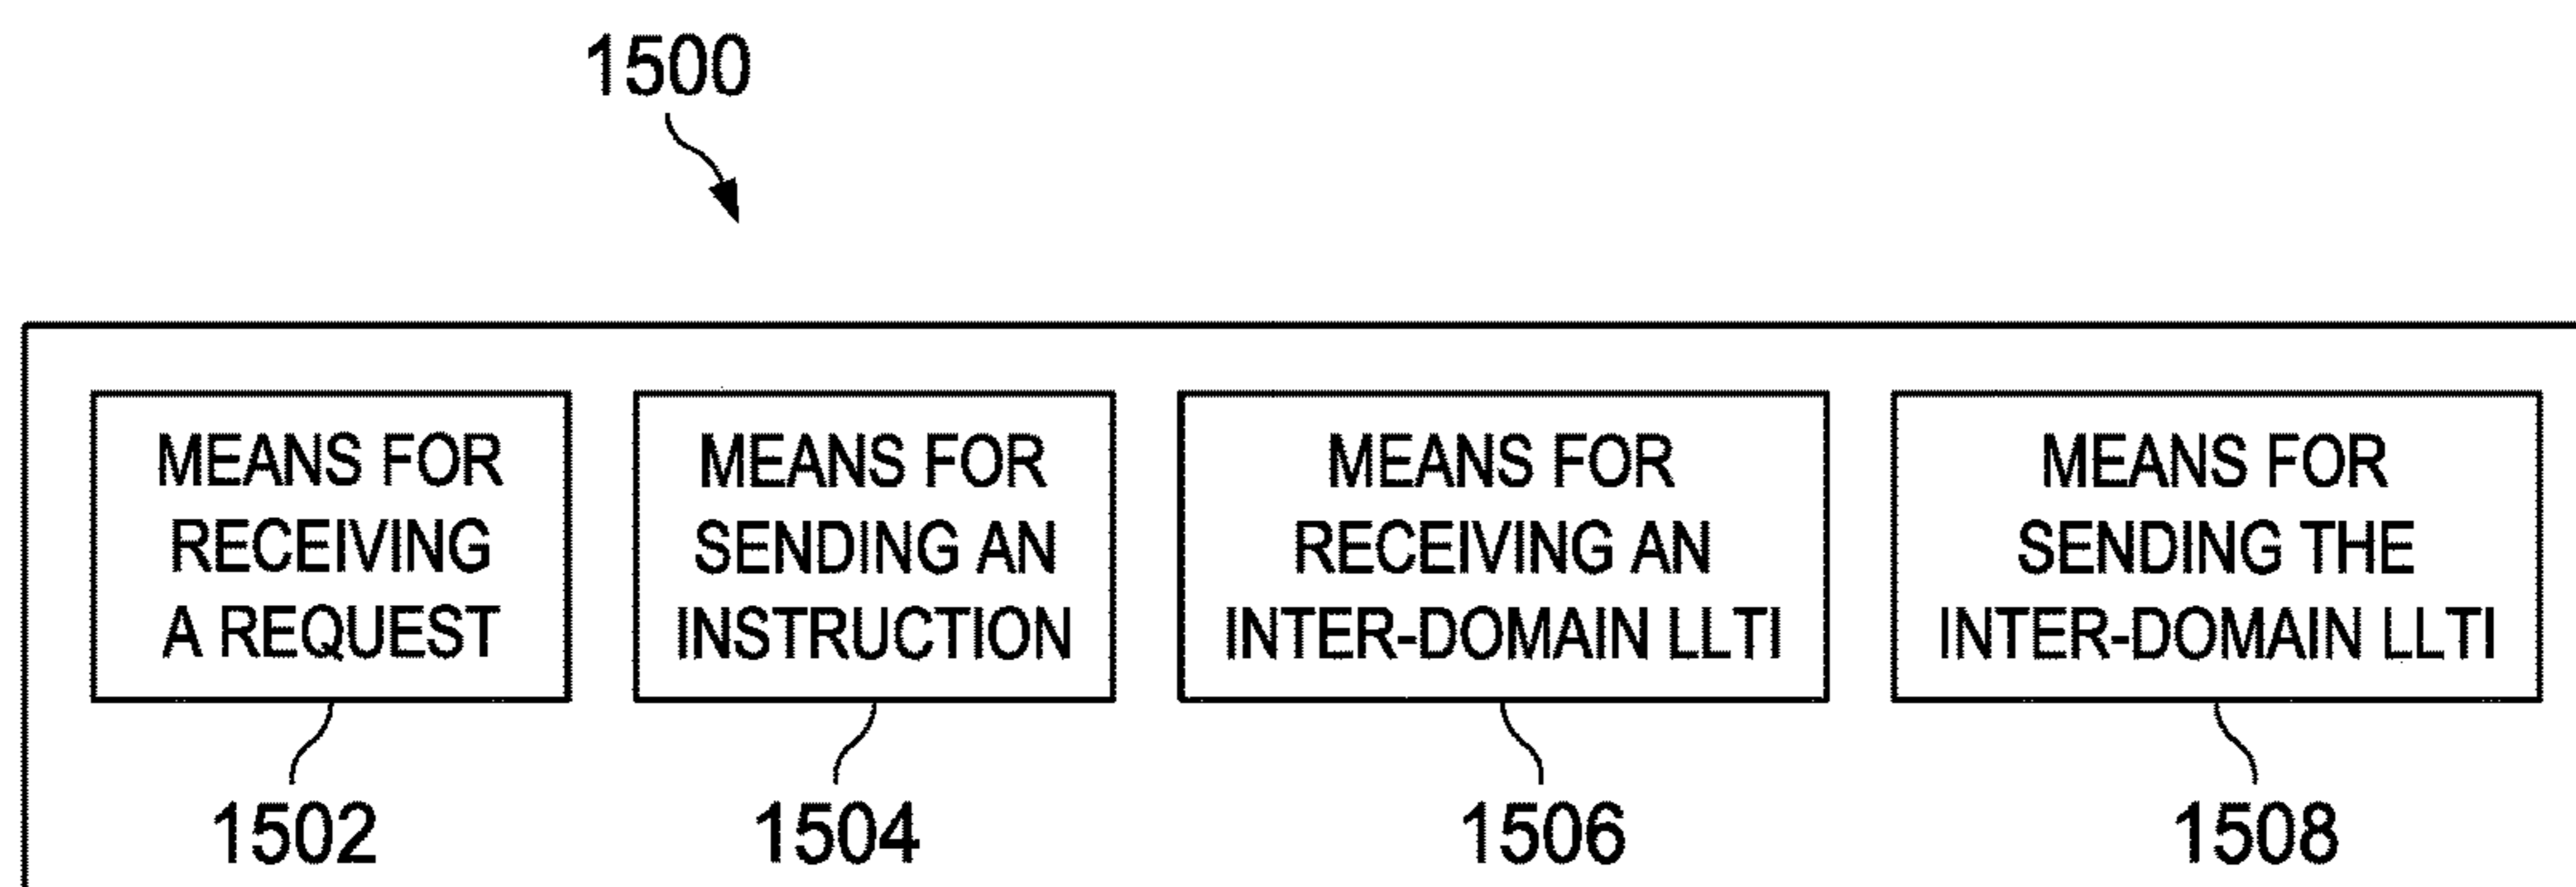 1500
MEANS FOR
RECEIVING
A REQUEST
MEANS FOR
SENDING AN
INSTRUCTION
MEANS FOR
RECEIVING AN
INTER-DOMAIN LLTI
MEANS FOR
SENDING THE
INTER-DOMAIN LLTI
1502
1504
1506
1508